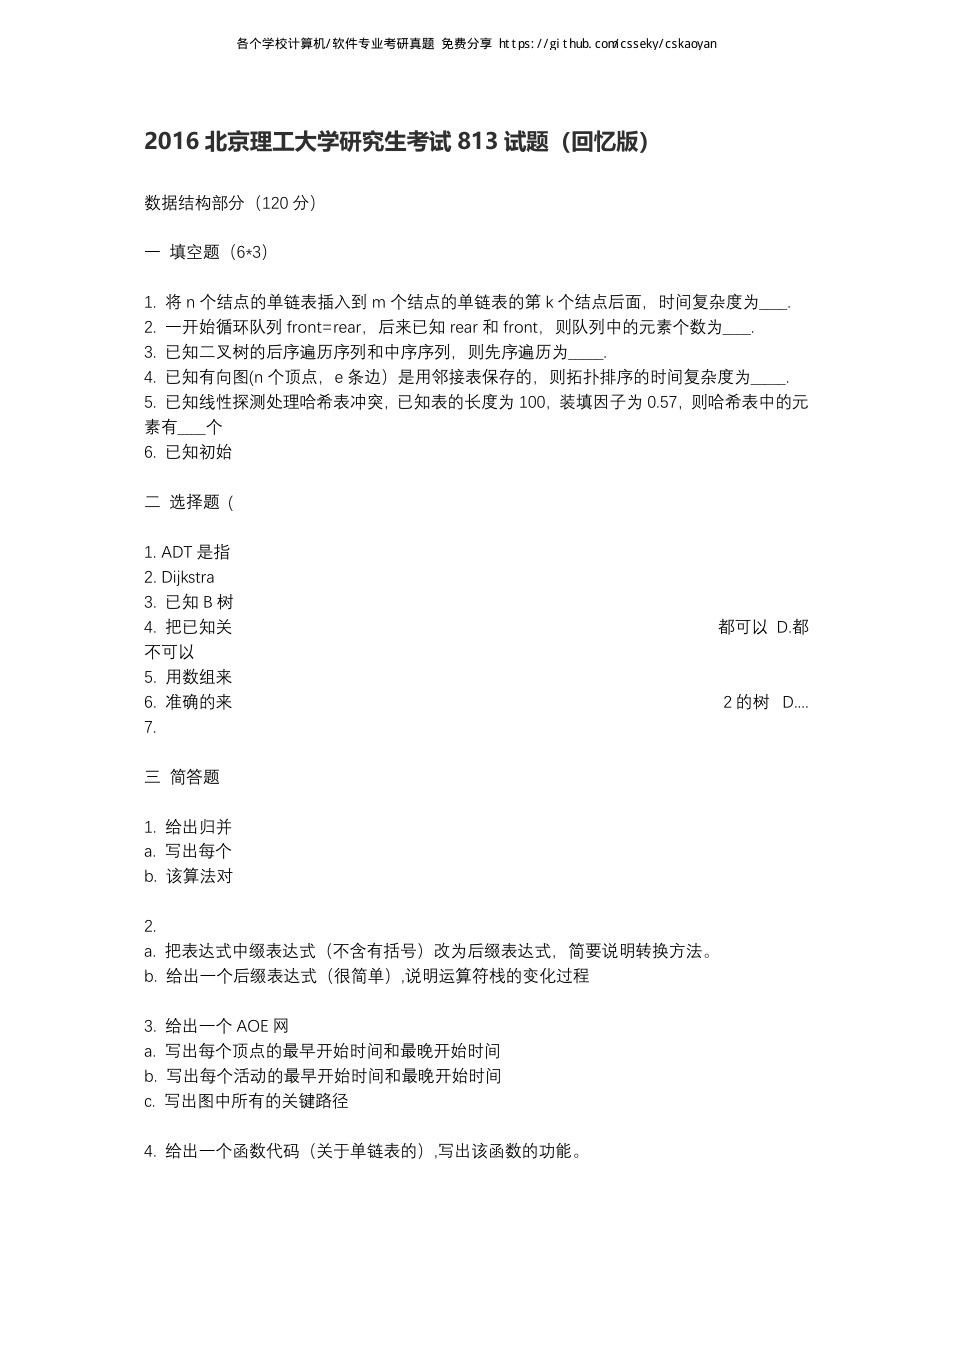 各个学校计算机/软件专业考研真题 免费分享 https://github.com/csseky/cskaoyan
2016 北京理工大学研究生考试 813 试题（回忆版）
数据结构部分（120 分）
一 填空题（6*3）
1. 将 n 个结点的单链表插入到 m 个结点的单链表的第 k 个结点后面，时间复杂度为___.
2. 一开始循环队列 front=rear，后来已知 rear 和 front，则队列中的元素个数为___.
3. 已知二叉树的后序遍历序列和中序序列，则先序遍历为____.
4. 已知有向图(n 个顶点，e 条边）是用邻接表保存的，则拓扑排序的时间复杂度为____.
5. 已知线性探测处理哈希表冲突，已知表的长度为 100，装填因子为 0.57，则哈希表中的元
素有___个
6. 已知初始
二 选择题（
1. ADT 是指
2. Dijkstra
3. 已知 B 树
4. 把已知关 都可以 D.都
不可以
5. 用数组来
6. 准确的来 2 的树 D....
7.
三 简答题
1. 给出归并
a. 写出每个
b. 该算法对
2.
a. 把表达式中缀表达式（不含有括号）改为后缀表达式，简要说明转换方法。
b. 给出一个后缀表达式（很简单）,说明运算符栈的变化过程
3. 给出一个 AOE 网
a. 写出每个顶点的最早开始时间和最晚开始时间
b. 写出每个活动的最早开始时间和最晚开始时间
c. 写出图中所有的关键路径
4. 给出一个函数代码（关于单链表的）,写出该函数的功能。